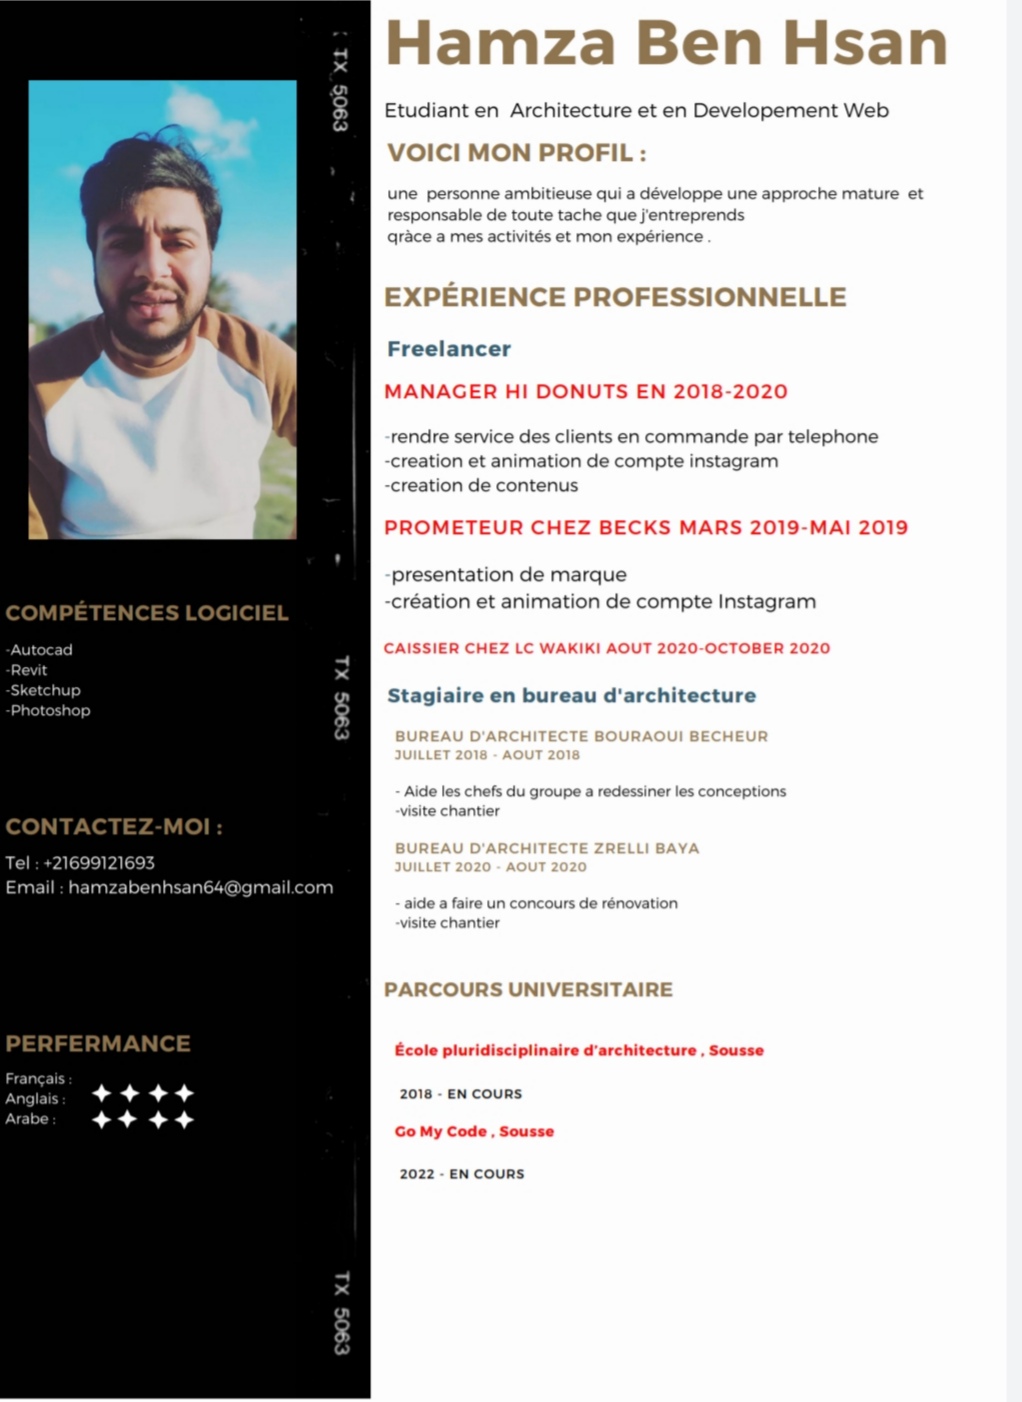 TX 5063
COMPÉTENCES LOGICIEL
-Autocad
-Revit
-Sketchup
-Photoshop
TX 5063
CONTACTEZ-MOI :
Tel : +21699121693
Email : hamzabenhsan64@gmail.com
PERFERMANCE
Français :
Anglais :
Arabe :
TX 5063
Hamza Ben Hsan
Etudiant en Architecture et en Developement Web
VOICI MON PROFIL :
une personne ambitieuse qui a développe une approche mature et
responsable de toute tache que j'entreprends
qràce a mes activités et mon expérience .
EXPÉRIENCE PROFESSIONNELLE
Freelancer
MANAGER HI DONUTS EN 2018-2020
-rendre service des clients en commande par telephone
-creation et animation de compte instagram
-creation de contenus
PROMETEUR CHEZ BECKS MARS 2019-MAI 2019
-presentation de marque
-création et animation de compte Instagram
CAISSIER CHEZ LC WAKIKI AOUT 2020-OCTOBER 2020
Stagiaire en bureau d'architecture
BUREAU D'ARCHITECTE BOURAOUI BECHEUR
JUILLET 2018 - AOUT 2018
- Aide les chefs du groupe a redessiner les conceptions
-visite chantier
BUREAU D'ARCHITECTE ZRELLI BAYA
JUILLET 2020 - AOUT 2020
- aide a faire un concours de rénovation
-visite chantier
PARCOURS UNIVERSITAIRE
École pluridisciplinaire d'architecture , Sousse
2018 - EN COURS
Go My Code , Sousse
2022 - EN COURS